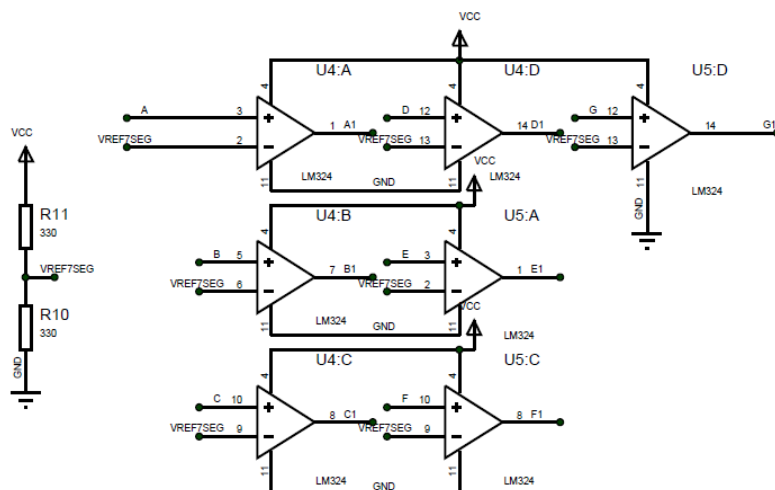 VCC
U4:A
U4:D
U5:D
4
4
4
A
3
D
12
G
12
1
A1
14
D1
14
G1
VREF7SEG
2
VREF7SEG
13
VREF7SEG
13
11
LM324
GND
11
LM324
11
LM324
GND
VCC
VCC
R11
330
VREF7SEG
R10
330
GND
U4:B
U5:A
4
4
B
5
E
3
7
B1
1
E1
VREF7SEG
6
VREF7SEG
2
11
LM324
GND
11
LM324
VCC
U4:C
U5:C
4
4
C
10
F
10
8
C1
8
F1
VREF7SEG
9
VREF7SEG
9
11
LM324
GND
11
LM324